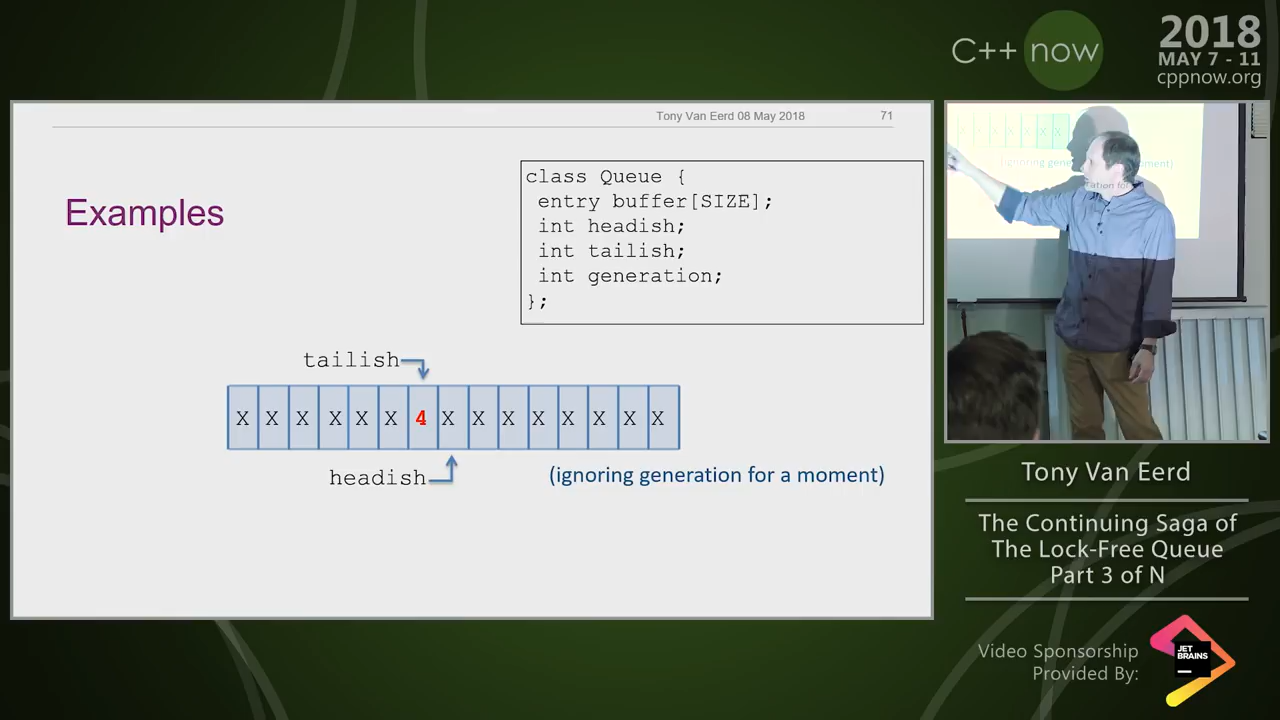 C++ now
2018
MAY 7 - 11
cppnow.org
Tony Van Eerd 08 May 2018 71
Examples
class Queue {
entry buffer[SIZE];
int headish;
int tailish;
int generation;
};
tailish
X X X X X X 4 X X X X X X X X
headish
(ignoring generation for a moment)
Tony Van Eerd
The Continuing Saga of
The Lock-Free Queue
Part 3 of N
Video Sponsorship
Provided By:
JET
BRAINS